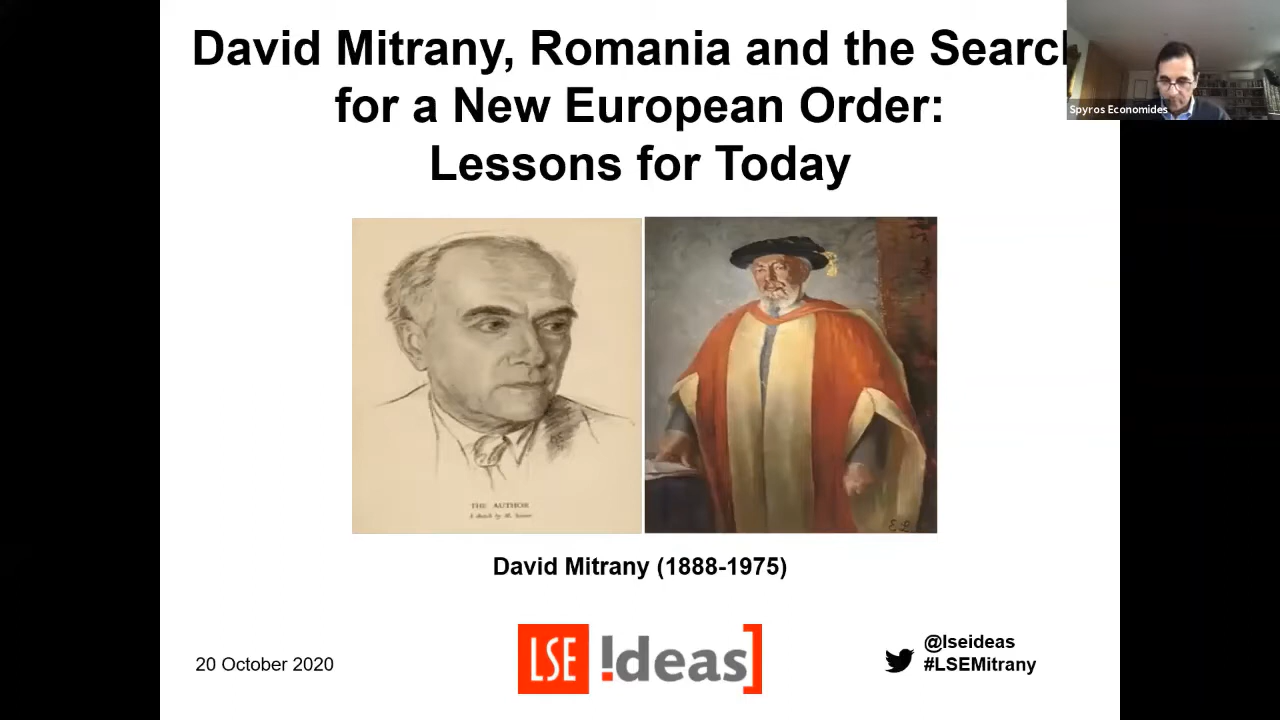 David Mitrany, Romania and the Searc
for a New European Order:
Lessons for Today
Spyros Economides
THE AUTHOR
David Mitrany (1888-1975)
20 October 2020
LSE !deas]
@lseideas
#LSEMitrany